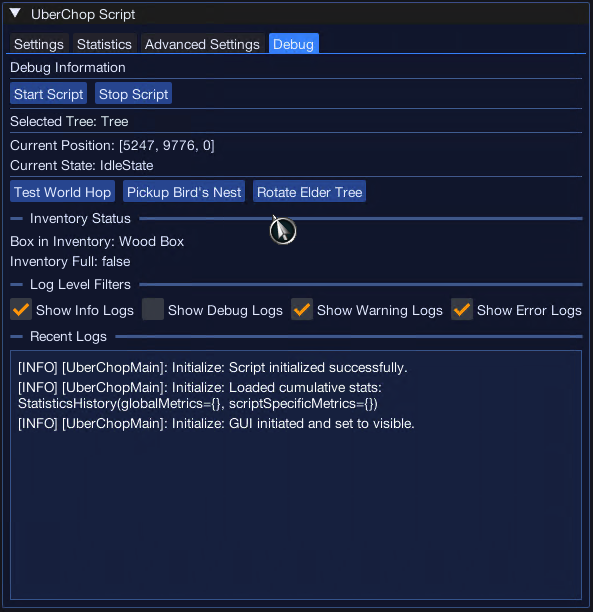 UberChop Script
Settings Statistics Advanced Settings Debug
Debug Information
Start Script Stop Script
Selected Tree: Tree
Current Position: [5247, 9776, 0]
Current State: IdleState
Test World Hop Pickup Bird's Nest Rotate Elder Tree
Inventory Status
Box in Inventory: Wood Box
Inventory Full: false
Log Level Filters
Show Info Logs Show Debug Logs Show Warning Logs Show Error Logs
Recent Logs
[INFO] [UberChopMain]: Initialize: Script initialized successfully.
[INFO] [UberChopMain]: Initialize: Loaded cumulative stats:
StatisticsHistory(globalMetrics={}, scriptSpecificMetrics={})
[INFO] [UberChopMain]: Initialize: GUI initiated and set to visible.